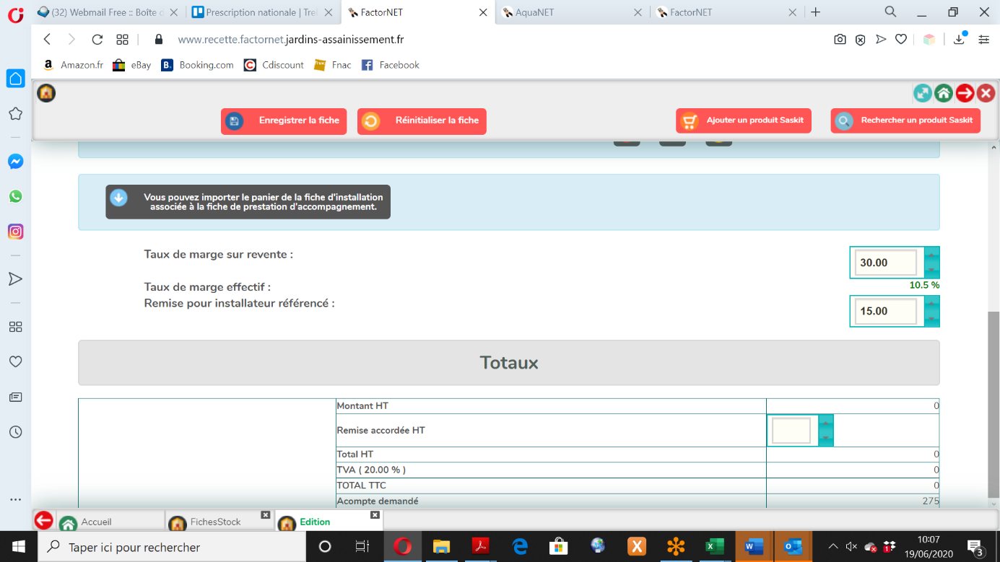 (32) Webmail Free :: Boîte d
Prescription nationale | Trel
FactorNET
AquaNET
FactorNET
www.recette.factornet.jardins-assainissement.fr
Amazon.fr
eBay
Booking.com
Cdiscount
Fnac
Facebook
Enregistrer la fiche
Réinitialiser la fiche
Ajouter un produit Saskit
Rechercher un produit Saskit
Vous pouvez importer le panier de la fiche d'installation
associée à la fiche de prestation d'accompagnement.
Taux de marge sur revente :
30.00
Taux de marge effectif :
10.5 %
Remise pour installateur référencé :
15.00
Totaux
Montant HT
0
Remise accordée HT
Total HT
0
TVA ( 20.00 % )
0
TOTAL TTC
0
Acompte demandé
275
Accueil
FichesStock
Edition
Taper ici pour rechercher
10:07
19/06/2020
3